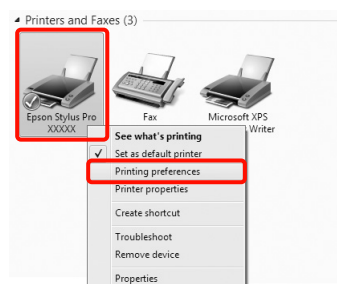 Printers and Faxes (3)
Epson Stylus Pro
XXXXX
Fax
Microsoft XPS
Writer
See what's printing
Set as default printer
Printing preferences
Printer properties
Create shortcut
Troubleshoot
Remove device
Properties